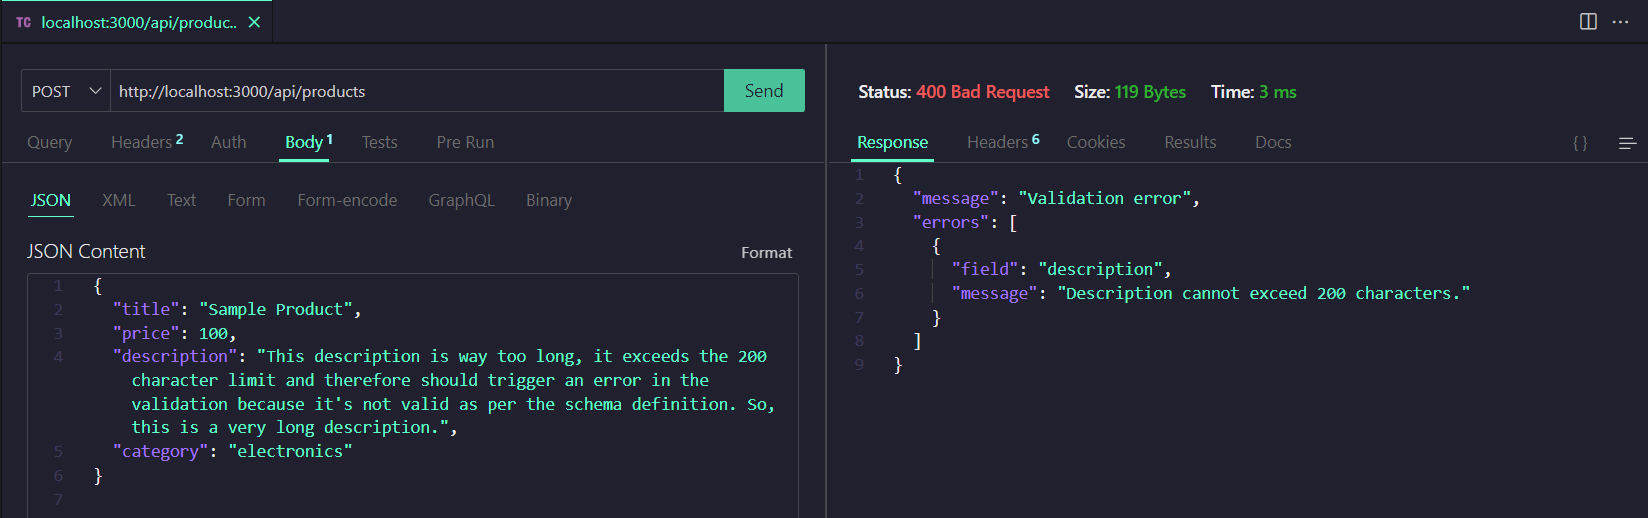 TC localhost:3000/api/produc.. ×
POST http://localhost:3000/api/products Send
Query Headers 2 Auth Body 1 Tests Pre Run
JSON XML Text Form Form-encode GraphQL Binary
JSON Content Format
1 {
2 "title": "Sample Product",
3 "price": 100,
4 "description": "This description is way too long, it exceeds the 200
character limit and therefore should trigger an error in the
validation because it's not valid as per the schema definition. So,
this is a very long description.",
5 "category": "electronics"
6 }
7
Status: 400 Bad Request Size: 119 Bytes Time: 3 ms
Response Headers 6 Cookies Results Docs {}
1 {
2 "message": "Validation error",
3 "errors": [
4 {
5 "field": "description",
6 "message": "Description cannot exceed 200 characters."
7 }
8 ]
9 }